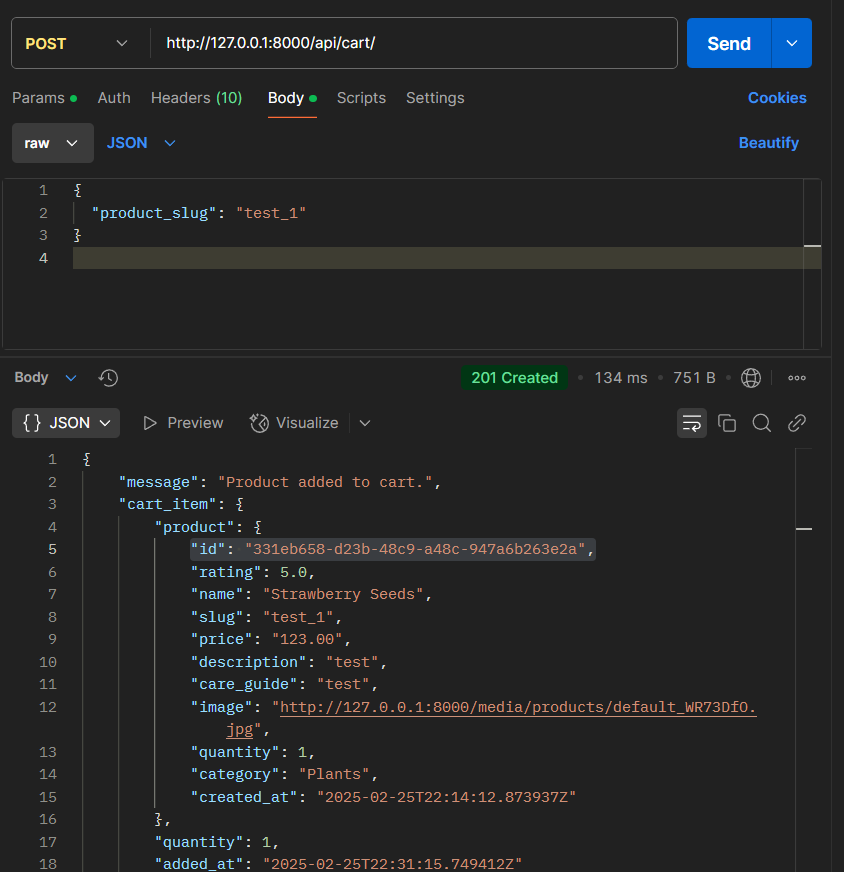 POST http://127.0.0.1:8000/api/cart/ Send
Params Auth Headers (10) Body Scripts Settings Cookies
raw JSON Beautify
1 {
2 "product_slug": "test_1"
3 }
4
Body 201 Created 134 ms 751 B
{} JSON Preview Visualize
1 {
2 "message": "Product added to cart.",
3 "cart_item": {
4 "product": {
5 "id": "331eb658-d23b-48c9-a48c-947a6b263e2a",
6 "rating": 5.0,
7 "name": "Strawberry Seeds",
8 "slug": "test_1",
9 "price": "123.00",
10 "description": "test",
11 "care_guide": "test",
12 "image": "http://127.0.0.1:8000/media/products/default_WR73DfO.
jpg",
13 "quantity": 1,
14 "category": "Plants",
15 "created_at": "2025-02-25T22:14:12.873937Z"
16 },
17 "quantity": 1,
18 "added_at": "2025-02-25T22:31:15.749412Z"